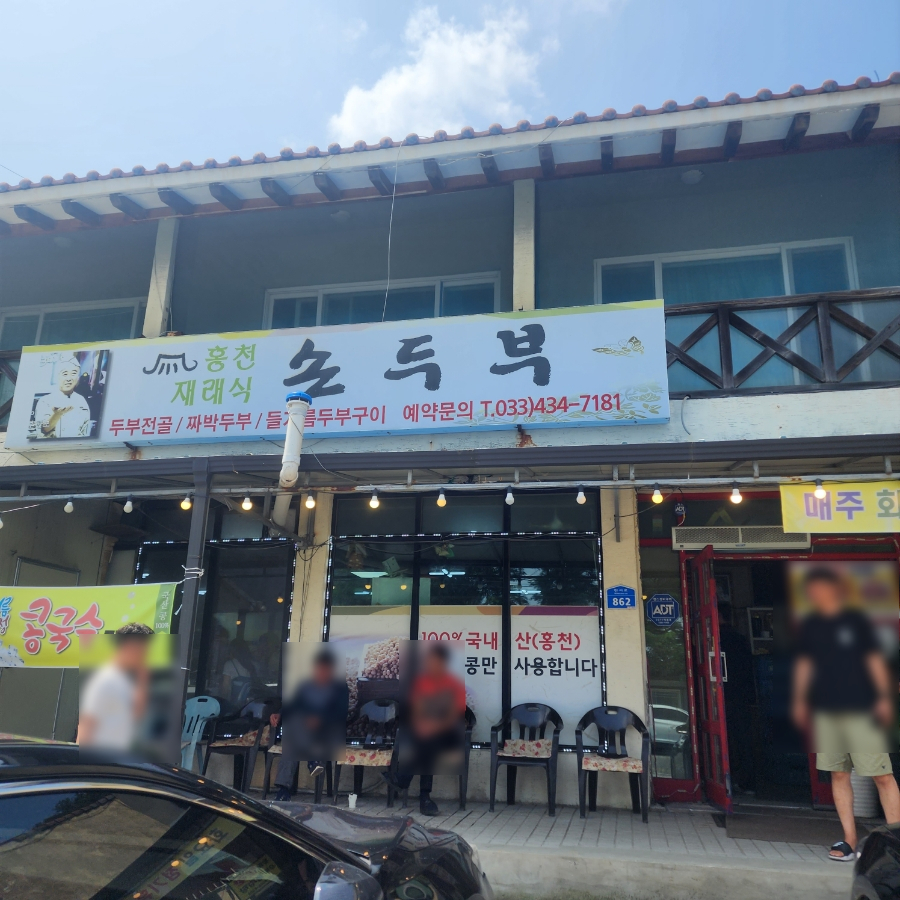 홍천
재래식
손두부
두부전골 / 짜박두부 / 들기름두부구이 예약문의 T.033)434-7181
매주
콩국수
862
ADT
100% 국내산(홍천)
콩만 사용합니다